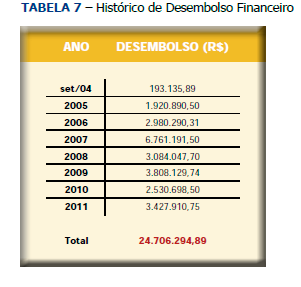 TABELA 7 – Histórico de Desembolso Financeiro
ANO DESEMBOLSO (R$)
set/04 193.135,89
2005 1.920.890,50
2006 2.980.290,31
2007 6.761.191,50
2008 3.084.047,70
2009 3.808.129,74
2010 2.530.698,50
2011 3.427.910,75
Total 24.706.294,89